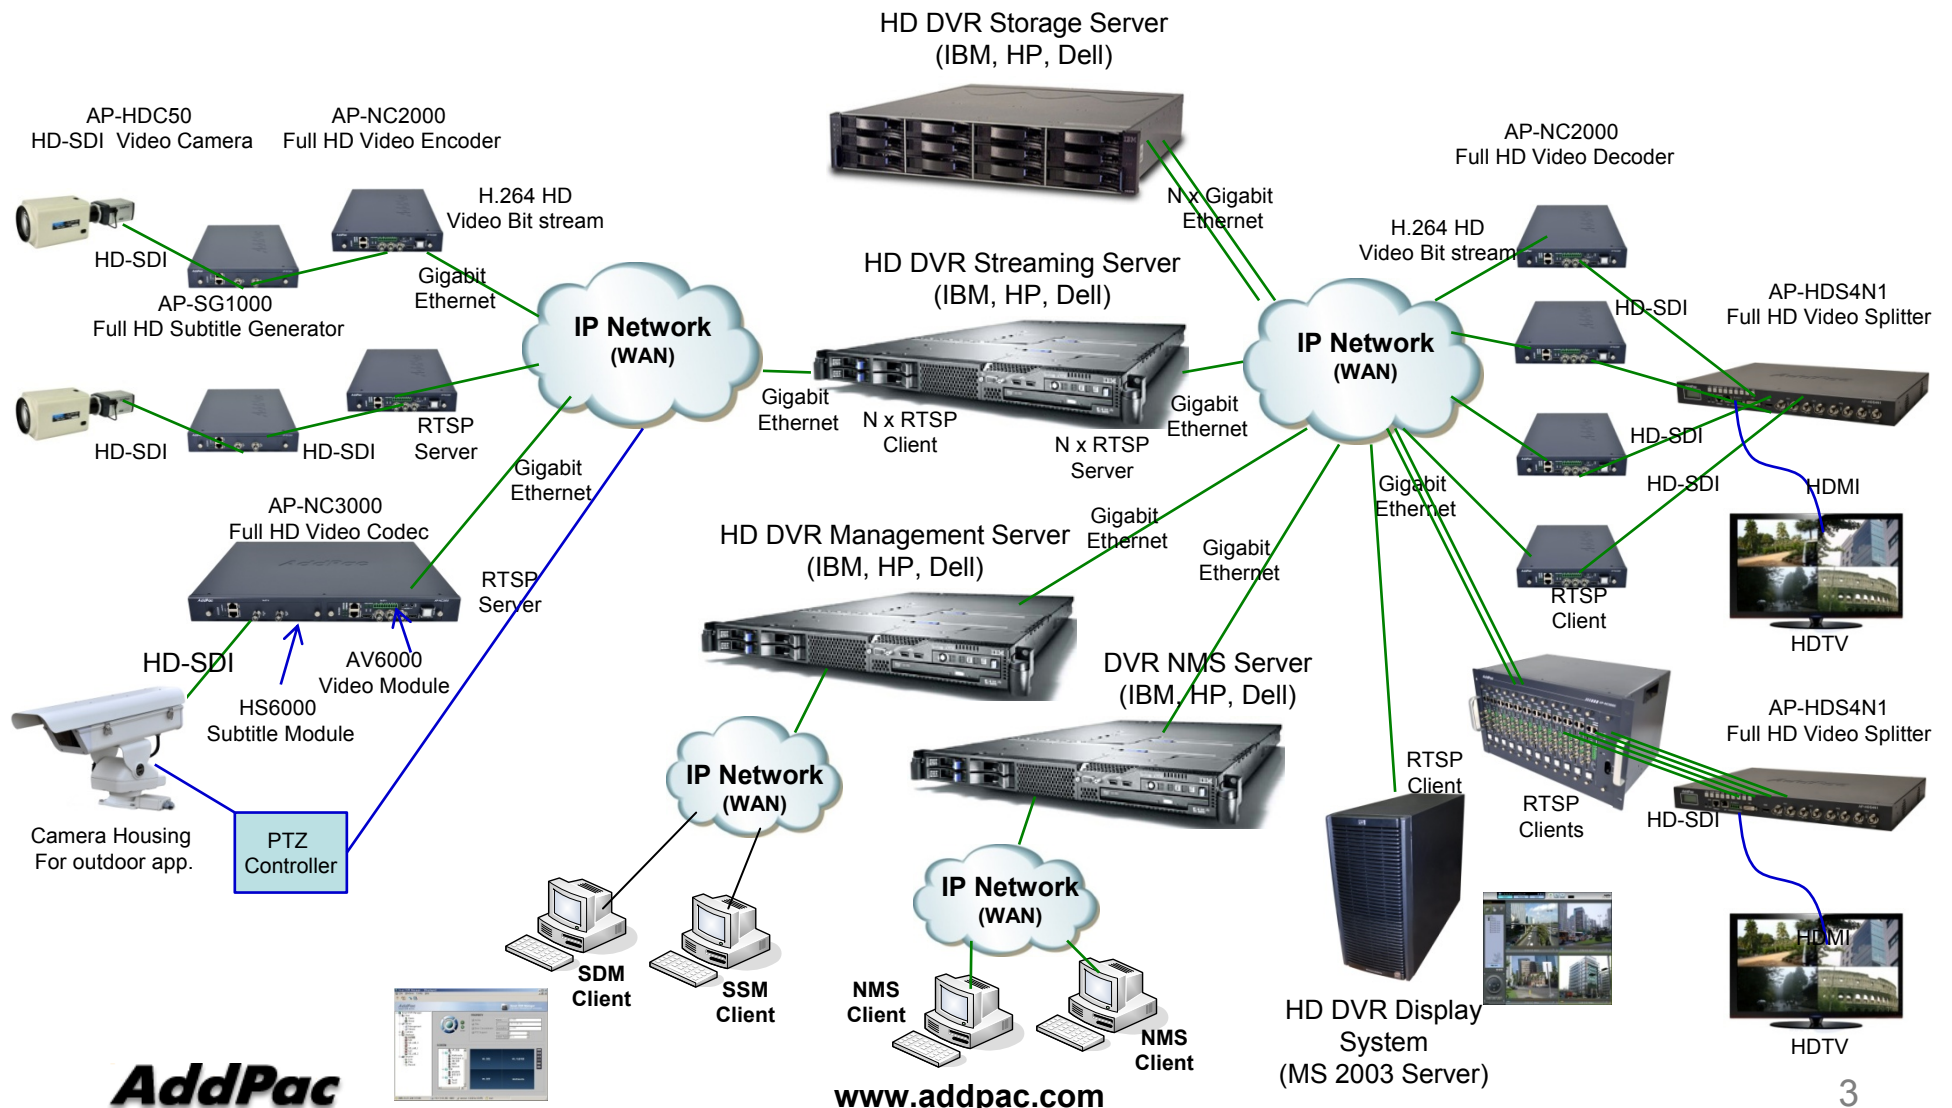 HD DVR Storage Server
(IBM, HP, Dell)
AP-HDC50
HD-SDI Video Camera
AP-NC2000
Full HD Video Encoder
AP-NC2000
Full HD Video Decoder
H.264 HD
Video Bit stream
N x Gigabit
Ethernet
H.264 HD
Video Bit stream
HD-SDI
Gigabit
Ethernet
HD DVR Streaming Server
(IBM, HP, Dell)
AP-SG1000
Full HD Subtitle Generator
IP Network
(WAN)
IP Network
(WAN)
HD-SDI
AP-HDS4N1
Full HD Video Splitter
Gigabit
Ethernet
N x RTSP
Client
N x RTSP
Server
Gigabit
Ethernet
HD-SDI
HD-SDI
RTSP
Server
HD-SDI
HD-SDI
HDMI
Gigabit
Ethernet
Gigabit
Ethernet
AP-NC3000
Full HD Video Codec
HD DVR Management Server
(IBM, HP, Dell)
Gigabit
Ethernet
Gigabit
Ethernet
RTSP
Server
RTSP
Client
HDTV
HD-SDI
AV6000
Video Module
HS6000
Subtitle Module
DVR NMS Server
(IBM, HP, Dell)
AP-HDS4N1
Full HD Video Splitter
IP Network
(WAN)
RTSP
Client
RTSP
Clients
HD-SDI
Camera Housing
For outdoor app.
PTZ
Controller
IP Network
(WAN)
HDMI
SDM
Client
SSM
Client
NMS
Client
NMS
Client
HD DVR Display
System
(MS 2003 Server)
HDTV
AddPac
www.addpac.com
3